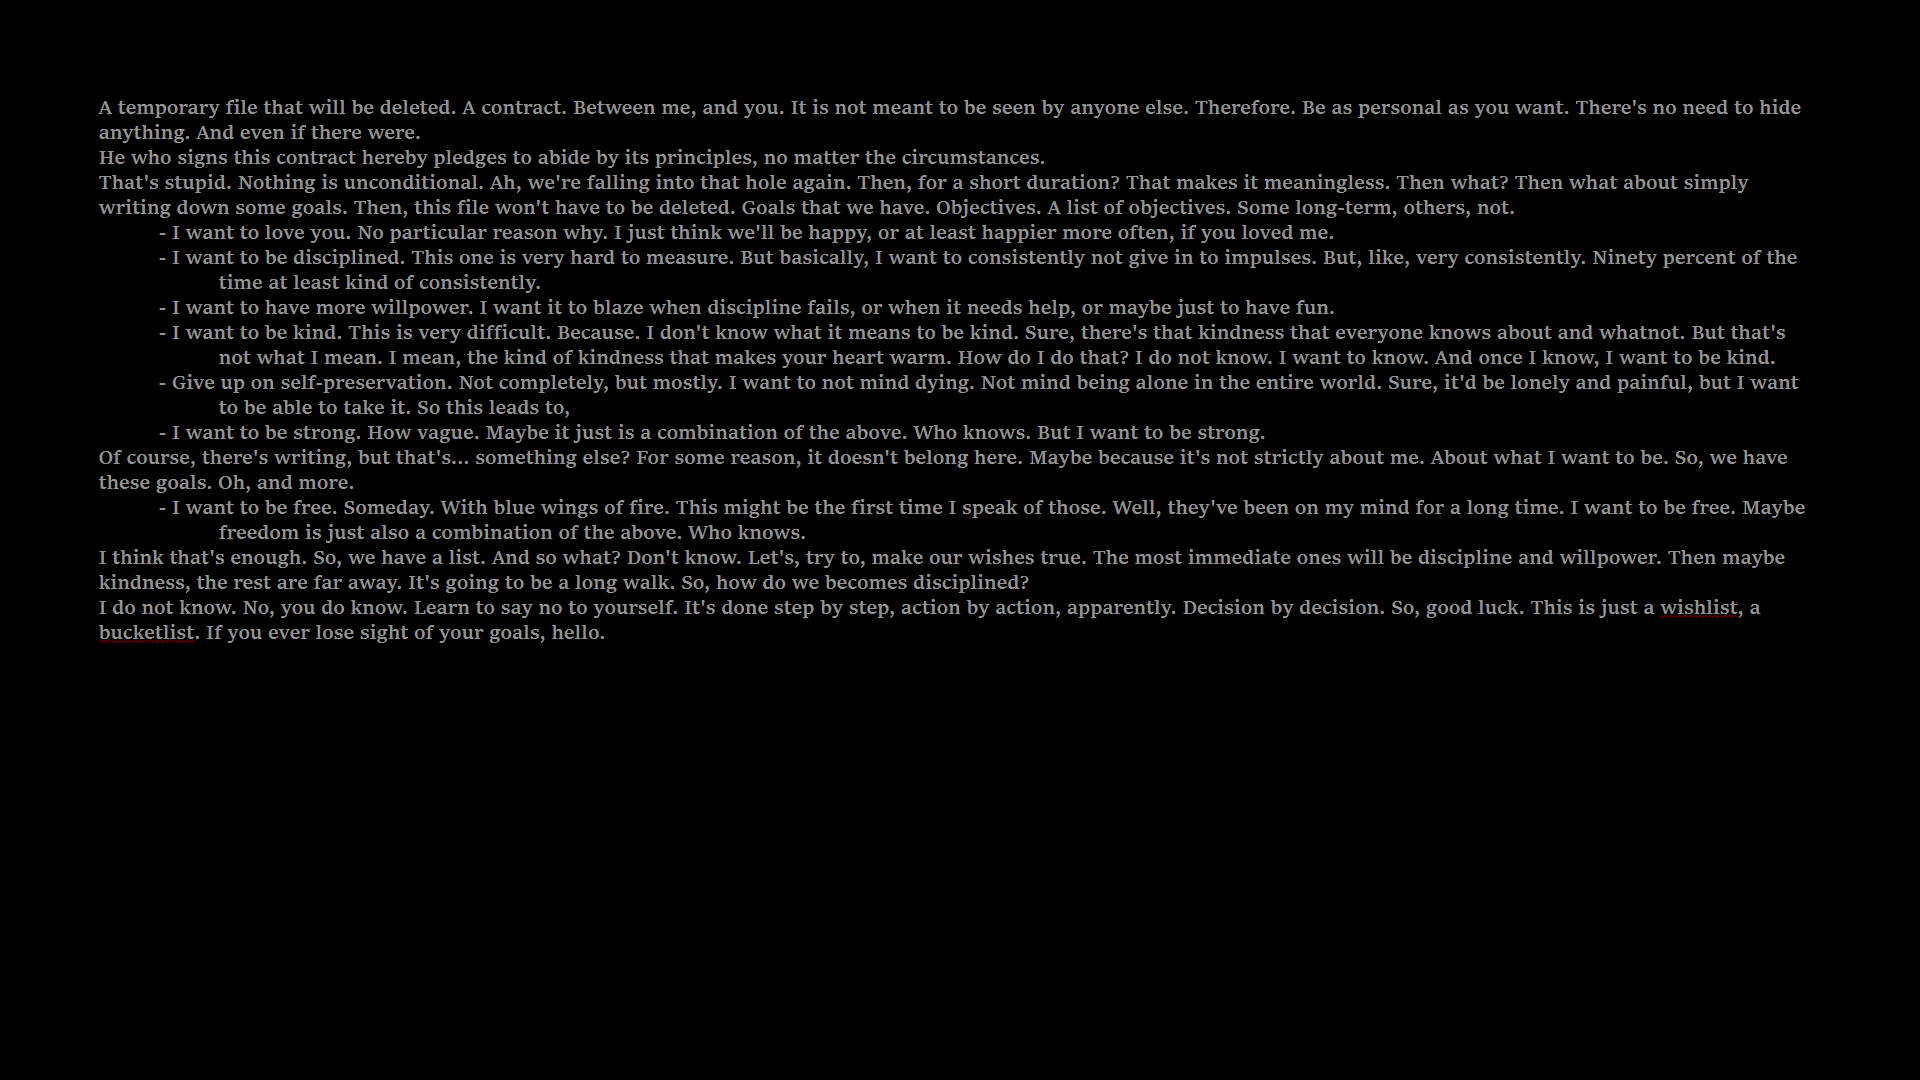 A temporary file that will be deleted. A contract. Between me, and you. It is not meant to be seen by anyone else. Therefore. Be as personal as you want. There's no need to hide
anything. And even if there were.
He who signs this contract hereby pledges to abide by its principles, no matter the circumstances.
That's stupid. Nothing is unconditional. Ah, we're falling into that hole again. Then, for a short duration? That makes it meaningless. Then what? Then what about simply
writing down some goals. Then, this file won't have to be deleted. Goals that we have. Objectives. A list of objectives. Some long-term, others, not.
- I want to love you. No particular reason why. I just think we'll be happy, or at least happier more often, if you loved me.
- I want to be disciplined. This one is very hard to measure. But basically, I want to consistently not give in to impulses. But, like, very consistently. Ninety percent of the
time at least kind of consistently.
- I want to have more willpower. I want it to blaze when discipline fails, or when it needs help, or maybe just to have fun.
- I want to be kind. This is very difficult. Because. I don't know what it means to be kind. Sure, there's that kindness that everyone knows about and whatnot. But that's
not what I mean. I mean, the kind of kindness that makes your heart warm. How do I do that? I do not know. I want to know. And once I know, I want to be kind.
- Give up on self-preservation. Not completely, but mostly. I want to not mind dying. Not mind being alone in the entire world. Sure, it'd be lonely and painful, but I want
to be able to take it. So this leads to,
- I want to be strong. How vague. Maybe it just is a combination of the above. Who knows. But I want to be strong.
Of course, there's writing, but that's... something else? For some reason, it doesn't belong here. Maybe because it's not strictly about me. About what I want to be. So, we have
these goals. Oh, and more.
- I want to be free. Someday. With blue wings of fire. This might be the first time I speak of those. Well, they've been on my mind for a long time. I want to be free. Maybe
freedom is just also a combination of the above. Who knows.
I think that's enough. So, we have a list. And so what? Don't know. Let's, try to, make our wishes true. The most immediate ones will be discipline and willpower. Then maybe
kindness, the rest are far away. It's going to be a long walk. So, how do we becomes disciplined?
I do not know. No, you do know. Learn to say no to yourself. It's done step by step, action by action, apparently. Decision by decision. So, good luck. This is just a wishlist, a
bucketlist. If you ever lose sight of your goals, hello.